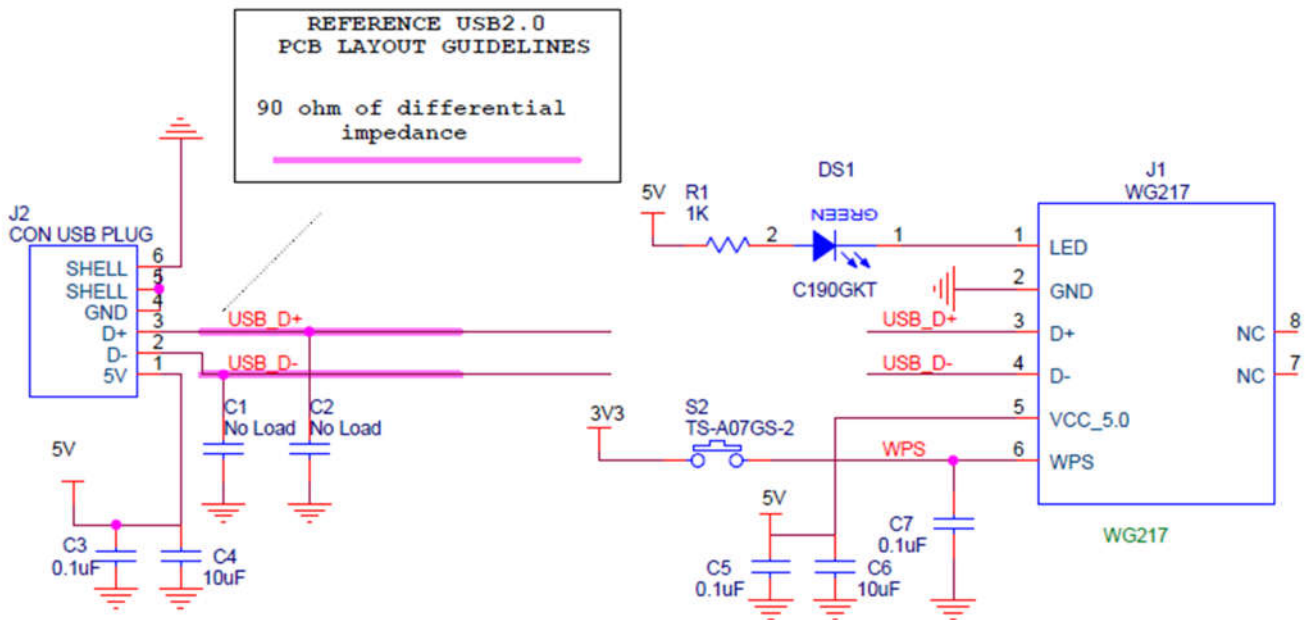 REFERENCE USB2.0
PCB LAYOUT GUIDELINES
90 ohm of differential
impedance
J2
CON USB PLUG
SHELL 6
SHELL 5
GND 4
D+ 3
D- 2
5V 1
USB_D+
USB_D-
C1
No Load
C2
No Load
5V
C3
0.1uF
C4
10uF
5V
R1
1K
DS1
GREEN
2
1
C190GKT
J1
WG217
1 LED
2 GND
USB_D+
3 D+
NC 8
USB_D-
4 D-
NC 7
5 VCC_5.0
3V3
S2
TS-A07GS-2
WPS
6 WPS
5V
C5
0.1uF
C6
10uF
C7
0.1uF
WG217